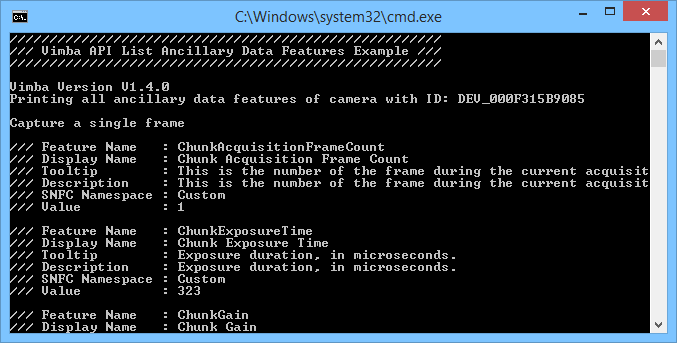 C:\Windows\system32\cmd.exe
C:\.
////////////////////////////////////////////////////
/// Vimba API List Ancillary Data Features Example ///
////////////////////////////////////////////////////
Vimba Version V1.4.0
Printing all ancillary data features of camera with ID: DEV_000F315B9085
Capture a single frame
/// Feature Name   : ChunkAcquisitionFrameCount
/// Display Name   : Chunk Acquisition Frame Count
/// Tooltip        : This is the number of the frame during the current acquisit
/// Description    : This is the number of the frame during the current acquisit
/// SNFC Namespace : Custom
/// Value          : 1
/// Feature Name   : ChunkExposureTime
/// Display Name   : Chunk Exposure Time
/// Tooltip        : Exposure duration, in microseconds.
/// Description    : Exposure duration, in microseconds.
/// SNFC Namespace : Custom
/// Value          : 323
/// Feature Name   : ChunkGain
/// Display Name   : Chunk Gain